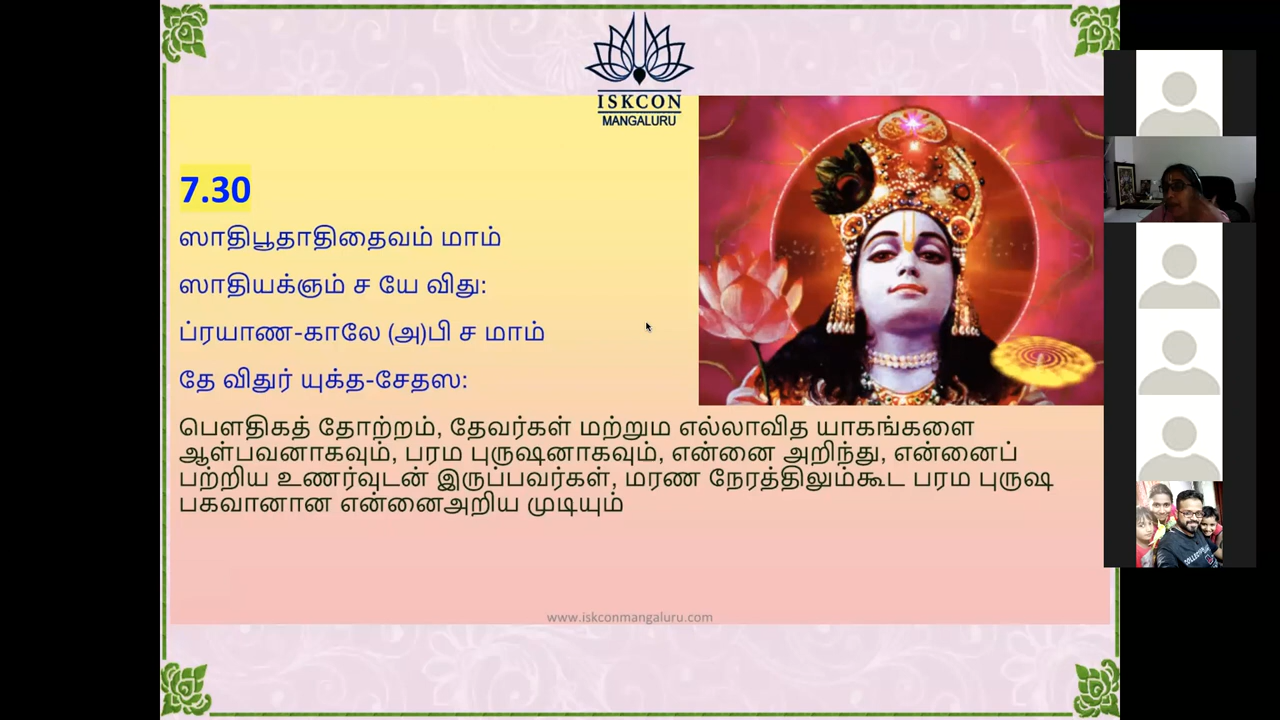 ISKCON
MANGALURU
7.30
ஸாதிபூதாதிதைவம் மாம்
ஸாதியக்ஞம் ச யே விது:
ப்ரயாண-காலே (அ)பி ச மாம்
தே விதுர் யுக்த-சேதஸ:
பௌதிகத் தோற்றம், தேவர்கள் மற்றும எல்லாவித யாகங்களை
ஆள்பவனாகவும், பரம புருஷனாகவும், என்னை அறிந்து, என்னைப்
பற்றிய உணர்வுடன் இருப்பவர்கள், மரண நேரத்திலும்கூட பரம புருஷ
பகவானான என்னைஅறிய முடியும்
www.iskconmangaluru.com